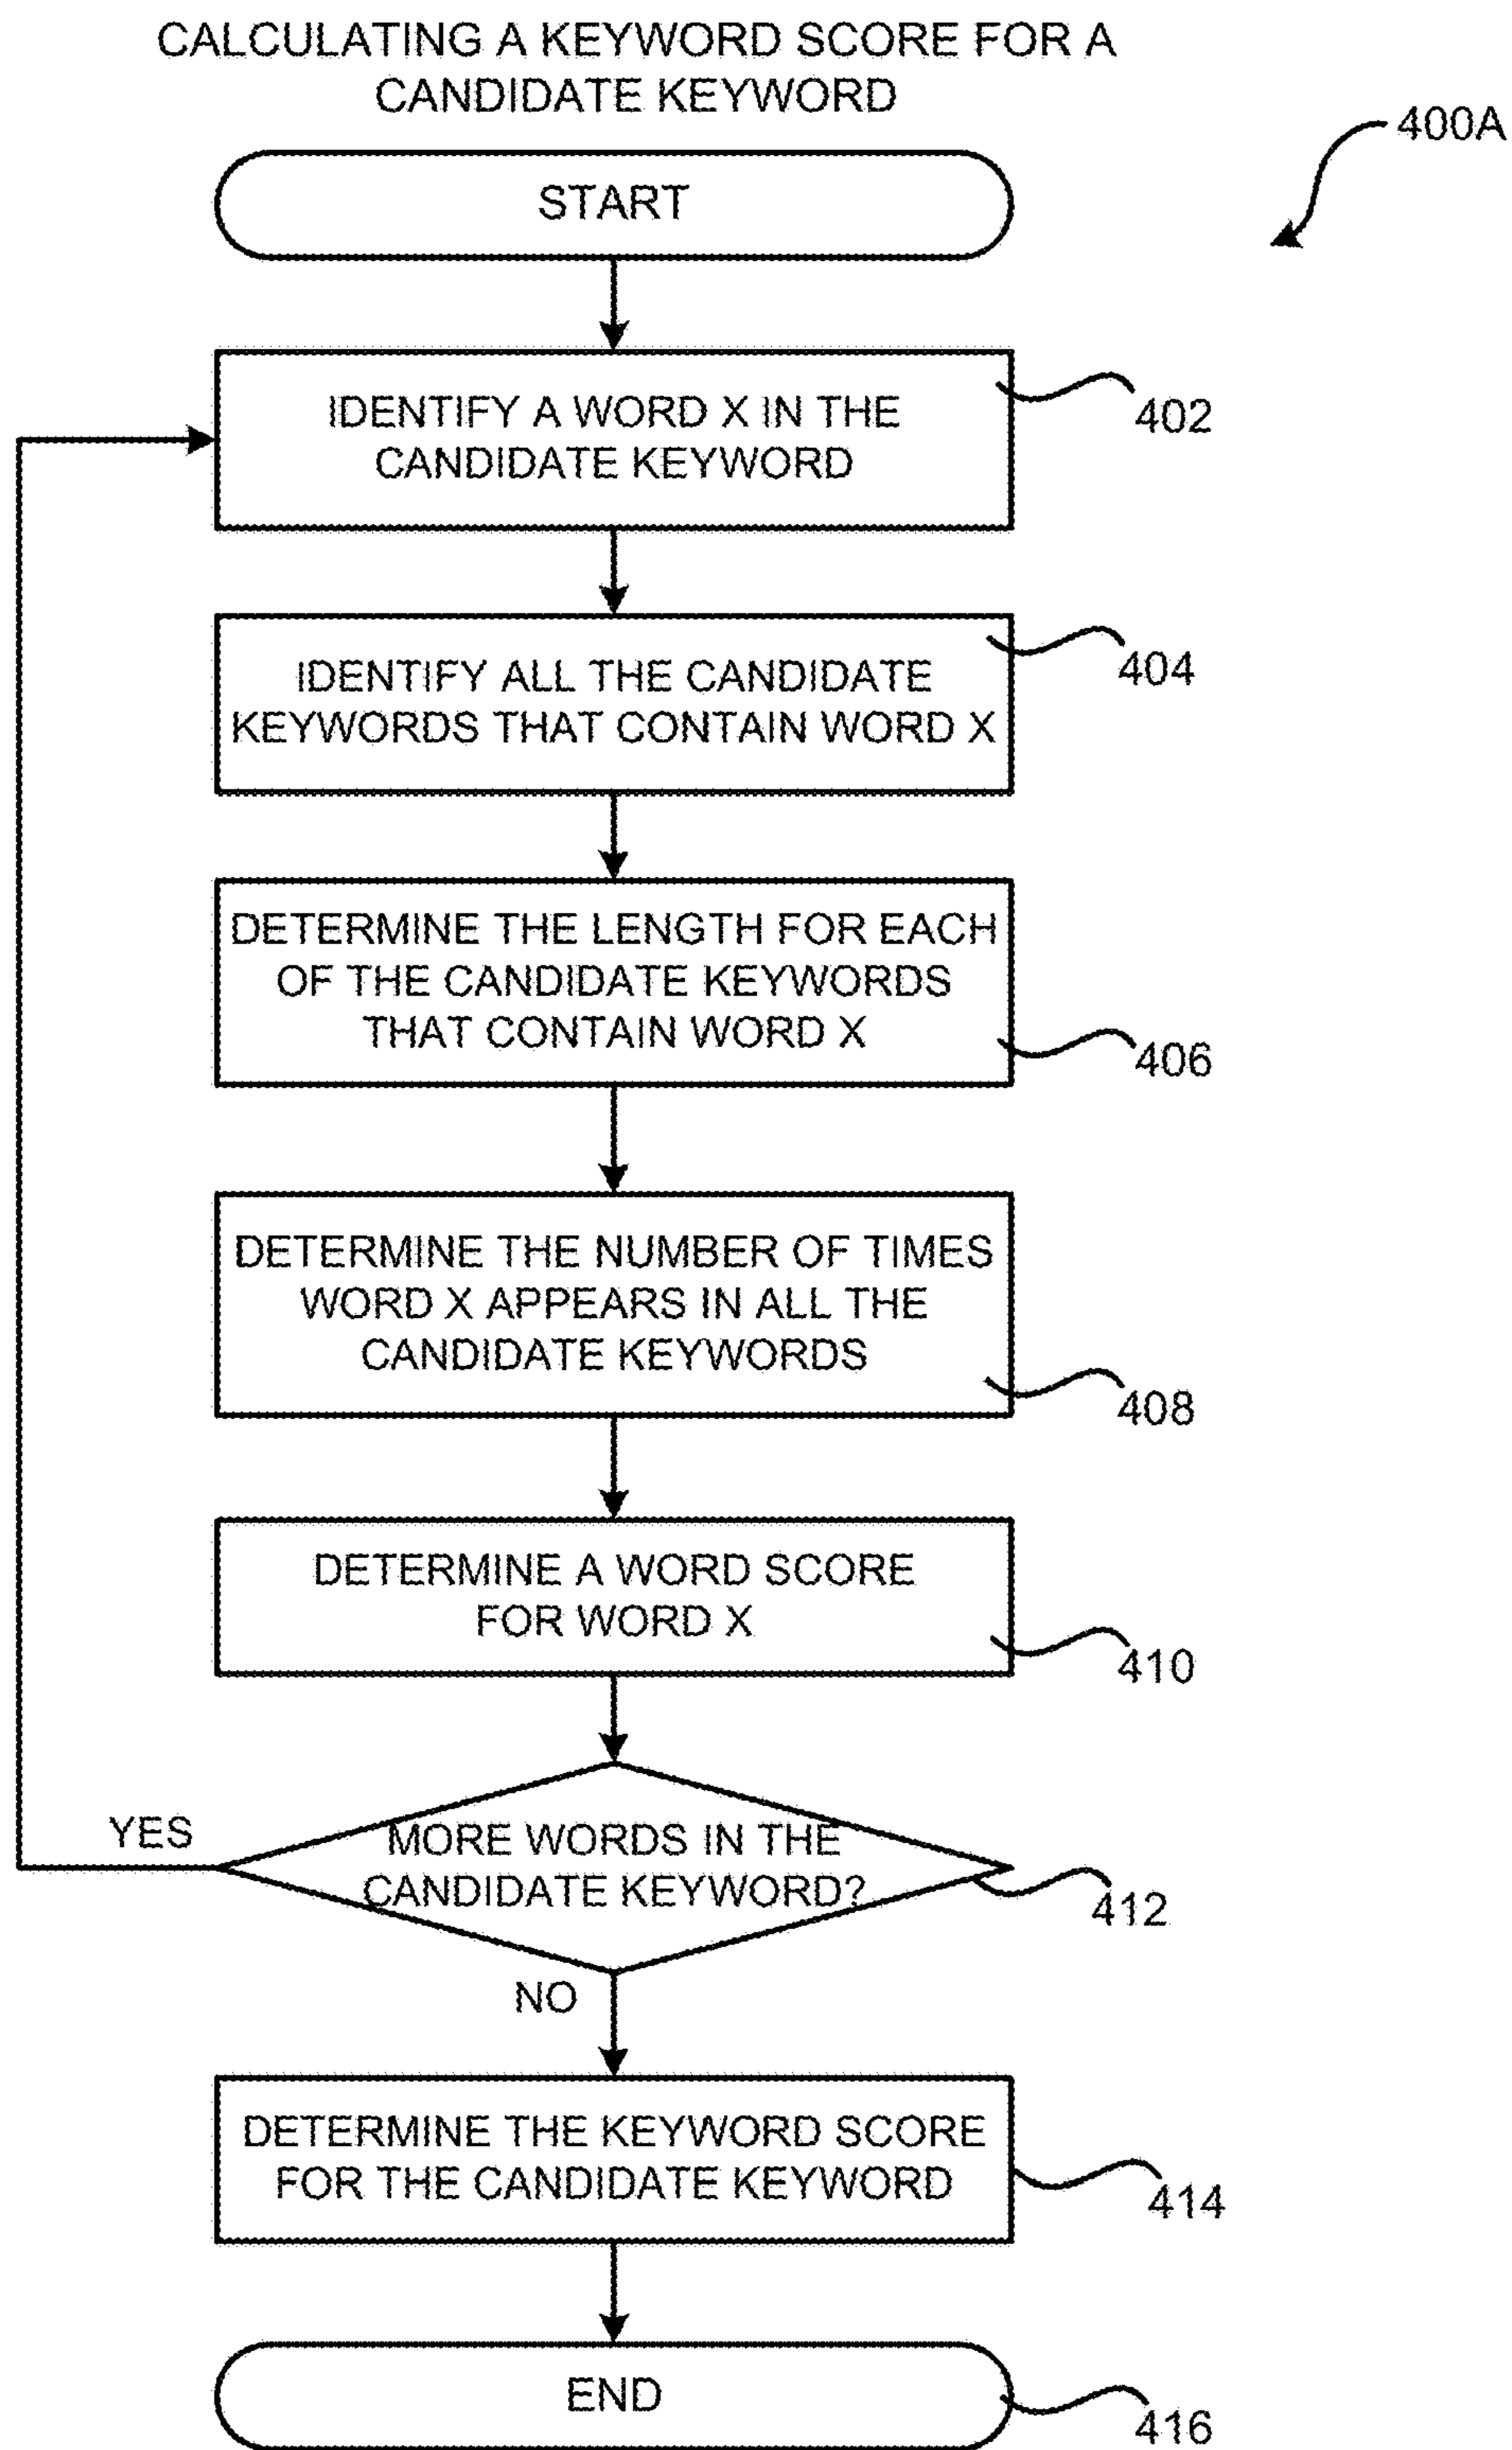 CALCULATING A KEYWORD SCORE FOR A
CANDIDATE KEYWORD
400A
START
IDENTIFY A WORD X IN THE
CANDIDATE KEYWORD
402
IDENTIFY ALL THE CANDIDATE
KEYWORDS THAT CONTAIN WORD X
404
DETERMINE THE LENGTH FOR EACH
OF THE CANDIDATE KEYWORDS
THAT CONTAIN WORD X
406
DETERMINE THE NUMBER OF TIMES
WORD X APPEARS IN ALL THE
CANDIDATE KEYWORDS
408
DETERMINE A WORD SCORE
FOR WORD X
410
YES
MORE WORDS IN THE
CANDIDATE KEYWORD?
412
NO
DETERMINE THE KEYWORD SCORE
FOR THE CANDIDATE KEYWORD
414
END
416